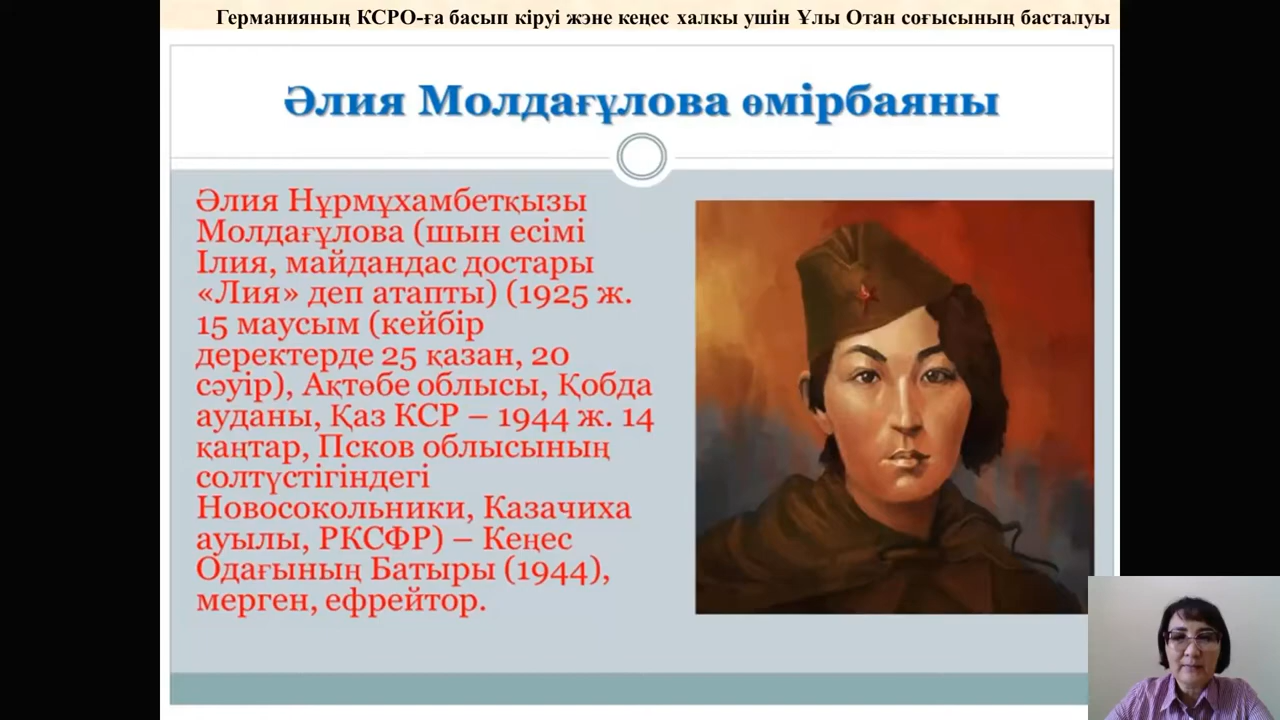 Германияның КСРО-ға басып кіруі жэне кеңес халкы ушін Ұлы Отан соғысының басталуы
Әлия Молдағұлова өмірбаяны
Әлия Нұрмұхамбетқызы
Молдағұлова (шын есімі
Ілия, майдандас достары
«Лия» деп атапты) (1925 ж.
15 маусым (кейбір
деректерде 25 қазан, 20
сәуір), Ақтөбе облысы, Қобда
ауданы, Қаз КСР – 1944 ж. 14
қаңтар, Псков облысының
солтүстігіндегі
Новосокольники, Казачиха
ауылы, РКСФР) – Кеңес
Одағының Батыры (1944),
мерген, ефрейтор.